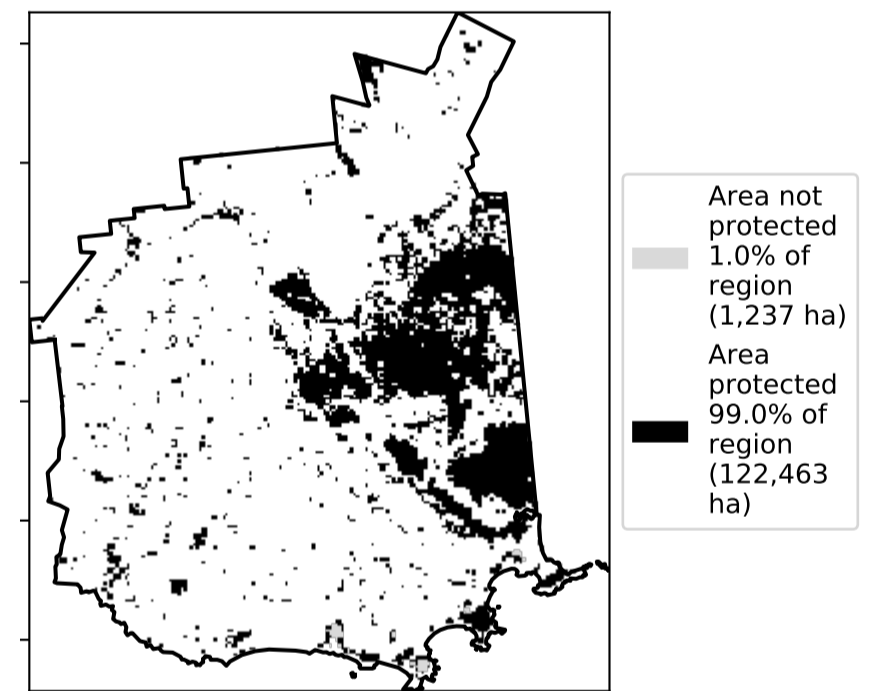 Area not
protected
1.0% of
region
(1,237 ha)
Area
protected
99.0% of
region
(122,463
ha)